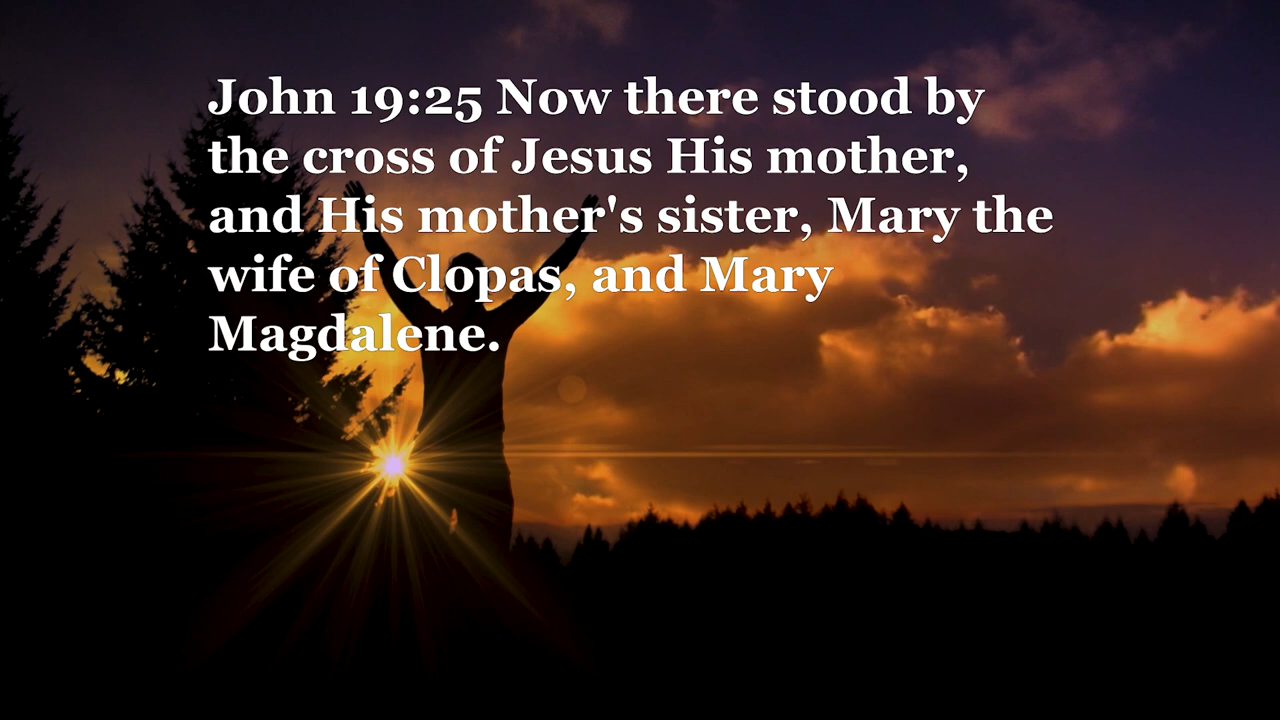 John 19:25 Now there stood by
the cross of Jesus His mother,
and His mother's sister, Mary the
wife of Clopas, and Mary
Magdalene.